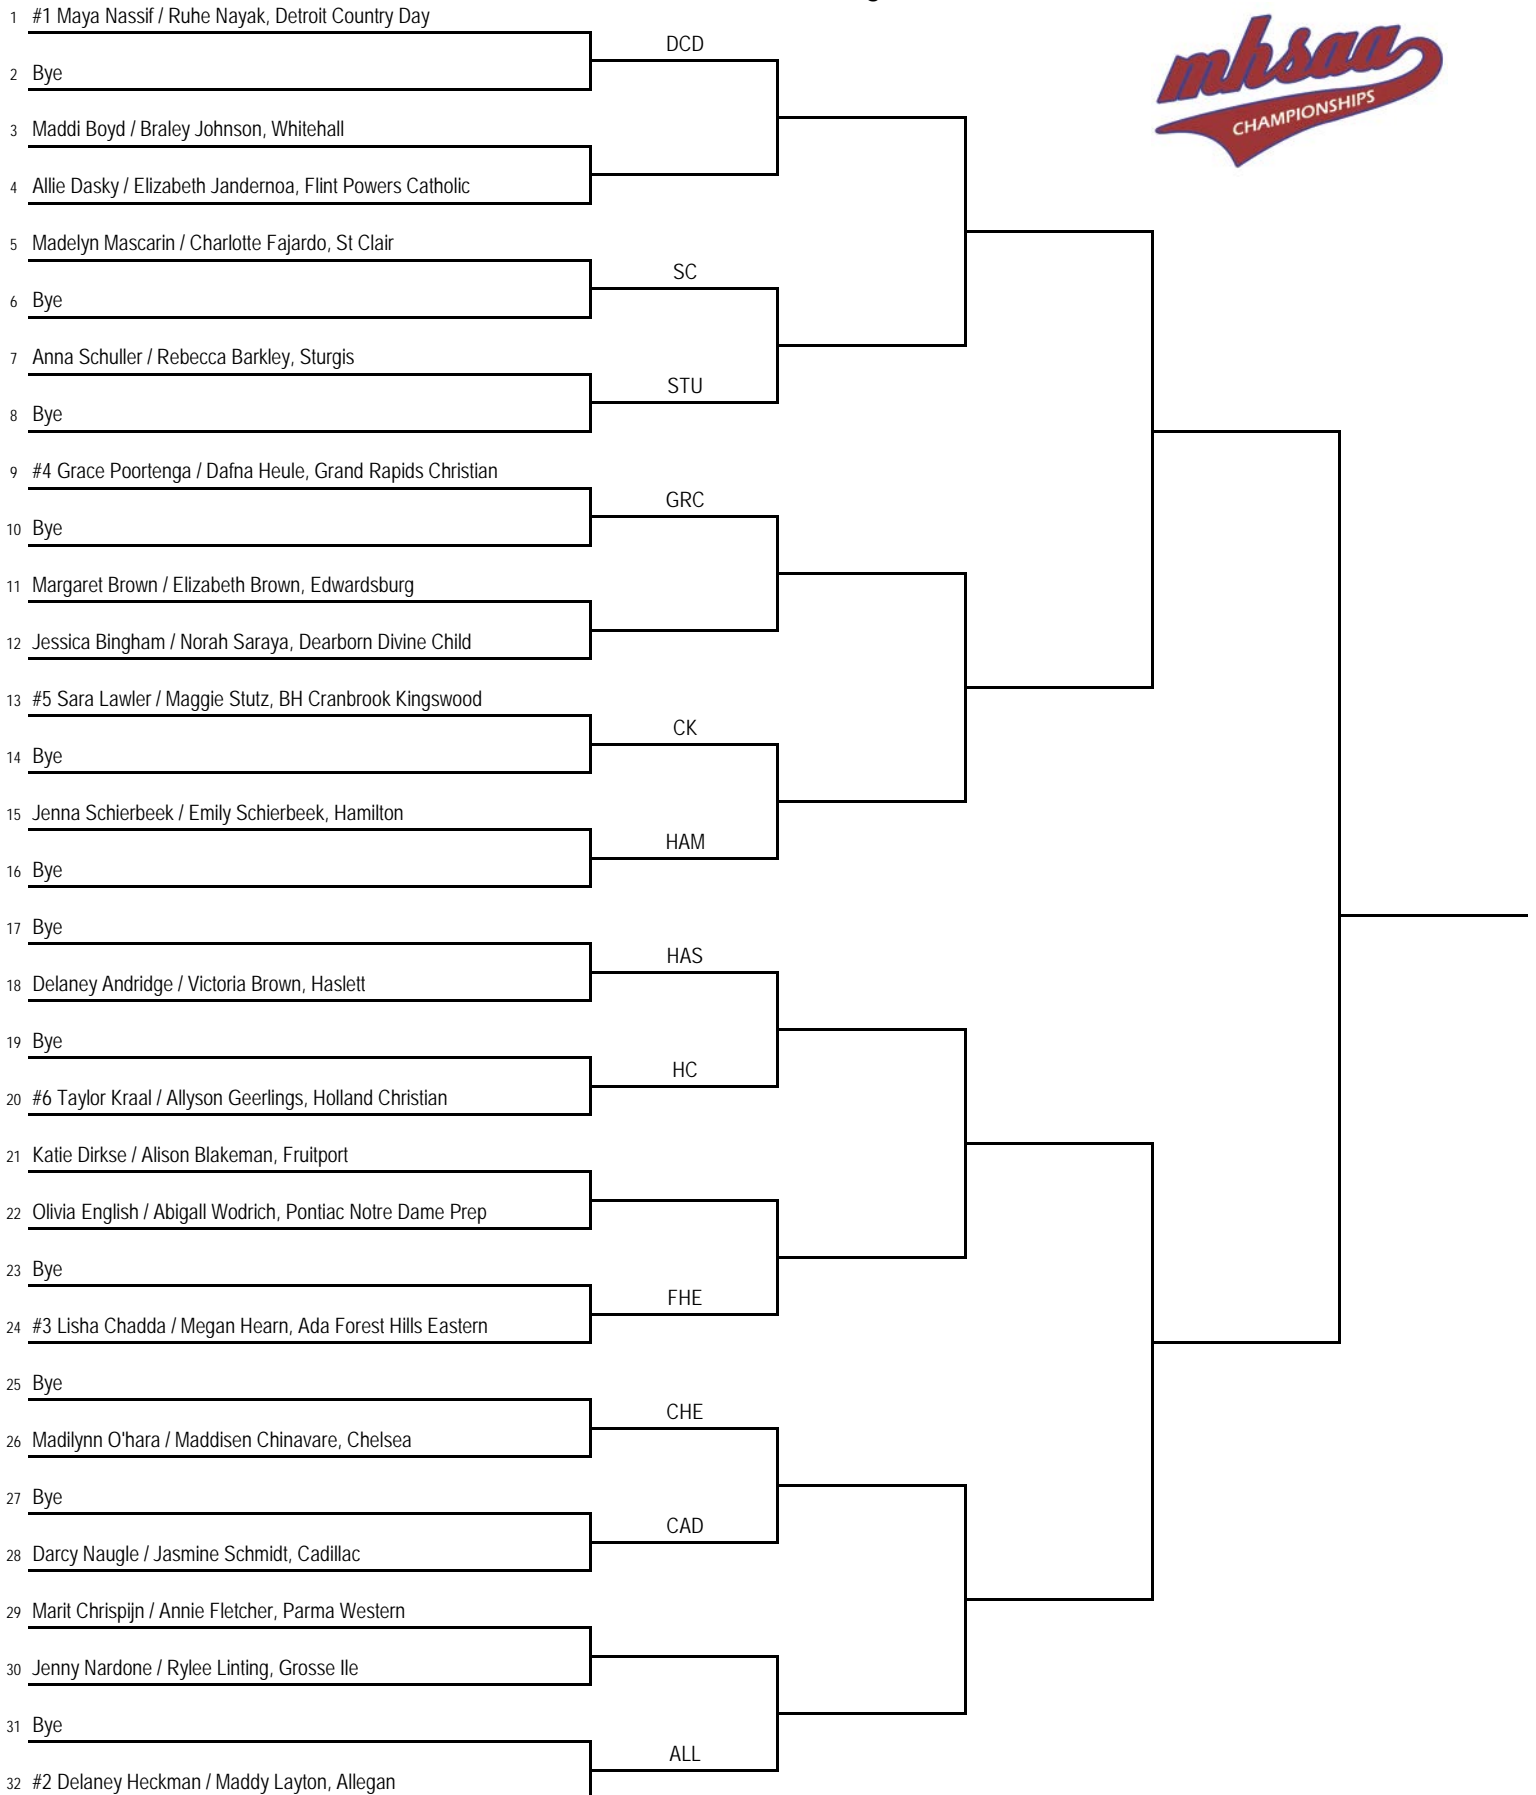 1 #1 Maya Nassif / Ruhe Nayak, Detroit Country Day
DCD
mhsaa
CHAMPIONSHIPS
2 Bye
3 Maddi Boyd / Braley Johnson, Whitehall
4 Allie Dasky / Elizabeth Jandernoa, Flint Powers Catholic
5 Madelyn Mascarin / Charlotte Fajardo, St Clair
SC
6 Bye
7 Anna Schuller / Rebecca Barkley, Sturgis
STU
8 Bye
9 #4 Grace Poortenga / Dafna Heule, Grand Rapids Christian
GRC
10 Bye
11 Margaret Brown / Elizabeth Brown, Edwardsburg
12 Jessica Bingham / Norah Saraya, Dearborn Divine Child
13 #5 Sara Lawler / Maggie Stutz, BH Cranbrook Kingswood
CK
14 Bye
15 Jenna Schierbeek / Emily Schierbeek, Hamilton
HAM
16 Bye
17 Bye
HAS
18 Delaney Andridge / Victoria Brown, Haslett
19 Bye
HC
20 #6 Taylor Kraal / Allyson Geerlings, Holland Christian
21 Katie Dirkse / Alison Blakeman, Fruitport
22 Olivia English / Abigall Wodrich, Pontiac Notre Dame Prep
23 Bye
FHE
24 #3 Lisha Chadda / Megan Hearn, Ada Forest Hills Eastern
25 Bye
CHE
26 Madilynn O'hara / Maddisen Chinavare, Chelsea
27 Bye
CAD
28 Darcy Naugle / Jasmine Schmidt, Cadillac
29 Marit Chrispijn / Annie Fletcher, Parma Western
30 Jenny Nardone / Rylee Linting, Grosse Ile
31 Bye
ALL
32 #2 Delaney Heckman / Maddy Layton, Allegan